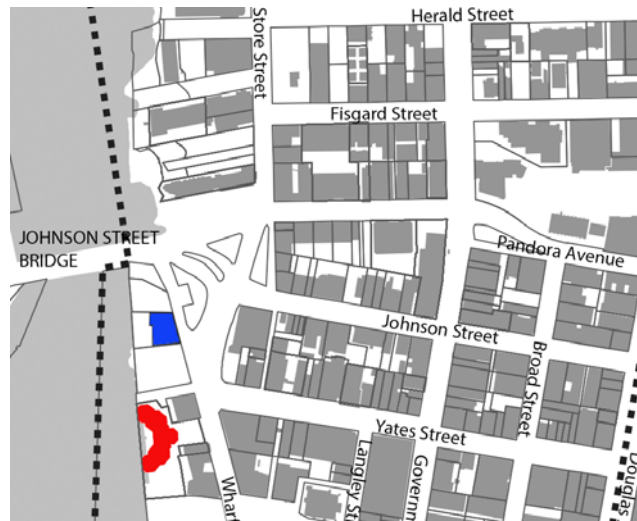 Herald Street
Store Street
Fisgard Street
JOHNSON STREET
BRIDGE
Pandora Avenue
Johnson Street
Broad Street
Yates Street
Langley St
Governm
Wharf
Douglas